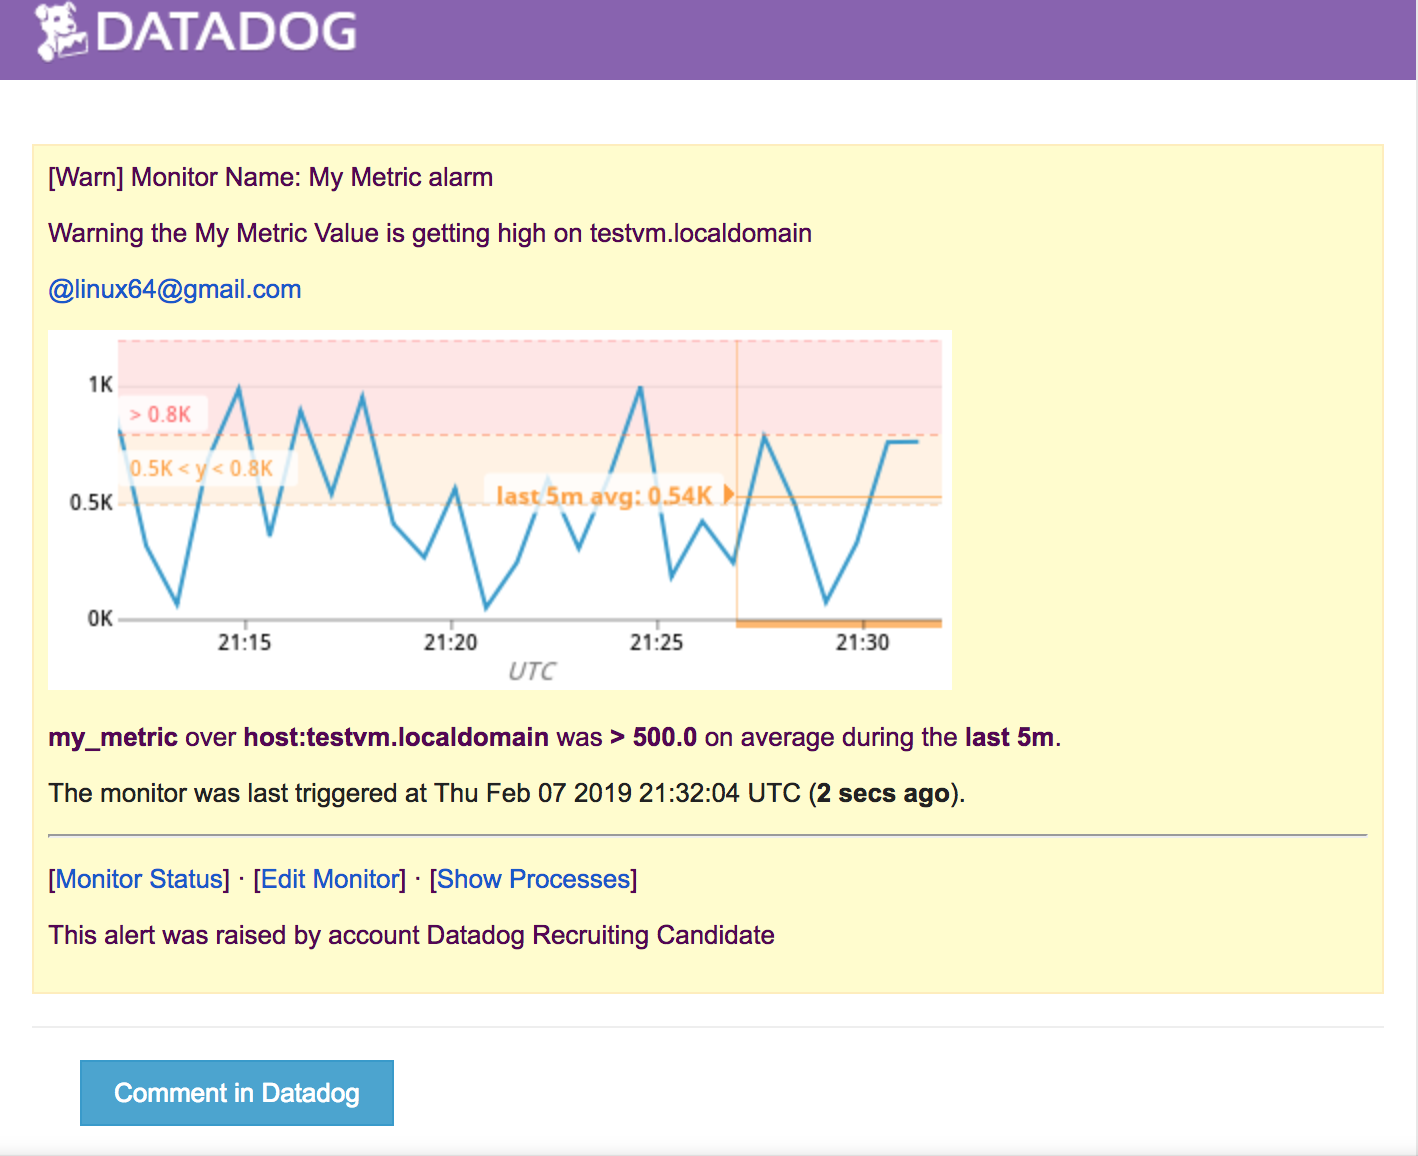 DATADOG
[Warn] Monitor Name: My Metric alarm
Warning the My Metric Value is getting high on testvm.localdomain
@linux64@gmail.com
1K
> 0.8K
0.5K < y < 0.8K
last 5m avg: 0.54K
0.5K
0K
21:15 21:20 21:25 21:30
UTC
my_metric over host:testvm.localdomain was > 500.0 on average during the last 5m.
The monitor was last triggered at Thu Feb 07 2019 21:32:04 UTC (2 secs ago).
[Monitor Status] · [Edit Monitor] · [Show Processes]
This alert was raised by account Datadog Recruiting Candidate
Comment in Datadog